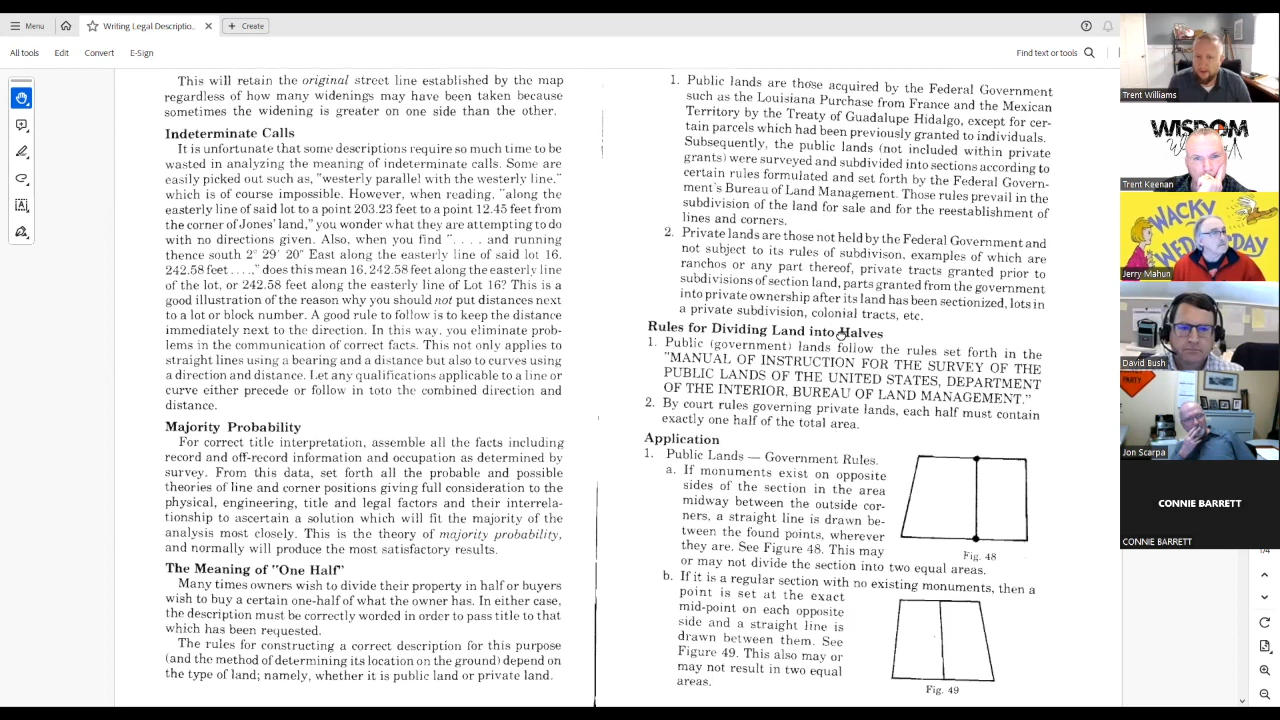 Menu
Writing Legal Descriptio...
+ Create
All tools
Edit
Convert
E-Sign
Find text or tools
This will retain the original street line established by the map
regardless of how many widenings may have been taken because
sometimes the widening is greater on one side than the other.
Indeterminate Calls
It is unfortunate that some descriptions require so much time to be
wasted in analyzing the meaning of indeterminate calls. Some are
easily picked out such as, "westerly parallel with the westerly line,"
which is of course impossible. However, when reading, "along the
easterly line of said lot to a point 203.23 feet to a point 12.45 feet from
the corner of Jones' land," you wonder what they are attempting to do
with no directions given. Also, when you find ". . . . and running
thence south 2° 29' 20" East along the easterly line of said lot 16,
242.58 feet . . . .," does this mean 16,242.58 feet along the easterly line
of the lot, or 242.58 feet along the easterly line of Lot 16? This is a
good illustration of the reason why you should not put distances next
to a lot or block number. A good rule to follow is to keep the distance
immediately next to the direction. In this way, you eliminate prob-
lems in the communication of correct facts. This not only applies to
straight lines using a bearing and a distance but also to curves using
a direction and distance. Let any qualifications applicable to a line or
curve either precede or follow in toto the combined direction and
distance.
Majority Probability
For correct title interpretation, assemble all the facts including
record and off-record information and occupation as determined by
survey. From this data, set forth all the probable and possible
theories of line and corner positions giving full consideration to the
physical, engineering, title and legal factors and their interrela-
tionship to ascertain a solution which will fit the majority of the
analysis most closely. This is the theory of majority probability,
and normally will produce the most satisfactory results.
The Meaning of "One Half"
Many times owners wish to divide their property in half or buyers
wish to buy a certain one-half of what the owner has. In either case,
the description must be correctly worded in order to pass title to that
which has been requested.
The rules for constructing a correct description for this purpose
(and the method of determining its location on the ground) depend on
the type of land; namely, whether it is public land or private land.
1. Public lands are those acquired by the Federal Government
such as the Louisiana Purchase from France and the Mexican
Territory by the Treaty of Guadalupe Hidalgo, except for cer-
tain parcels which had been previously granted to individuals.
Subsequently, the public lands (not included within private
grants) were surveyed and subdivided into sections according to
certain rules formulated and set forth by the Federal Govern-
ment's Bureau of Land Management. Those rules prevail in the
subdivision of the land for sale and for the reestablishment of
lines and corners.
2. Private lands are those not held by the Federal Government and
not subject to its rules of subdivison, examples of which are
ranchos or any part thereof, private tracts granted prior to
subdivisions of section land, parts granted from the government
into private ownership after its land has been sectionized, lots in
a private subdivision, colonial tracts, etc.
Rules for Dividing Land into Halves
1. Public (government) lands follow the rules set forth in the
"MANUAL OF INSTRUCTION FOR THE SURVEY OF THE
PUBLIC LANDS OF THE UNITED STATES, DEPARTMENT
OF THE INTERIOR, BUREAU OF LAND MANAGEMENT."
2. By court rules governing private lands, each half must contain
exactly one half of the total area.
Application
1. Public Lands — Government Rules.
a. If monuments exist on opposite
sides of the section in the area
midway between the outside cor-
ners, a straight line is drawn be-
tween the found points, wherever
they are. See Figure 48. This may
or may not divide the section into two equal areas.
Fig. 48
b. If it is a regular section with no existing monuments, then a
point is set at the exact
mid-point on each opposite
side and a straight line is
drawn between them. See
Figure 49. This also may or
may not result in two equal
areas.
Fig. 49
Trent Williams
WISDOM
Trent Keenan
WACKY
WEDNESDAY
Jerry Mahun
David Bush
PARTY
Jon Scarpa
CONNIE BARRETT
CONNIE BARRETT